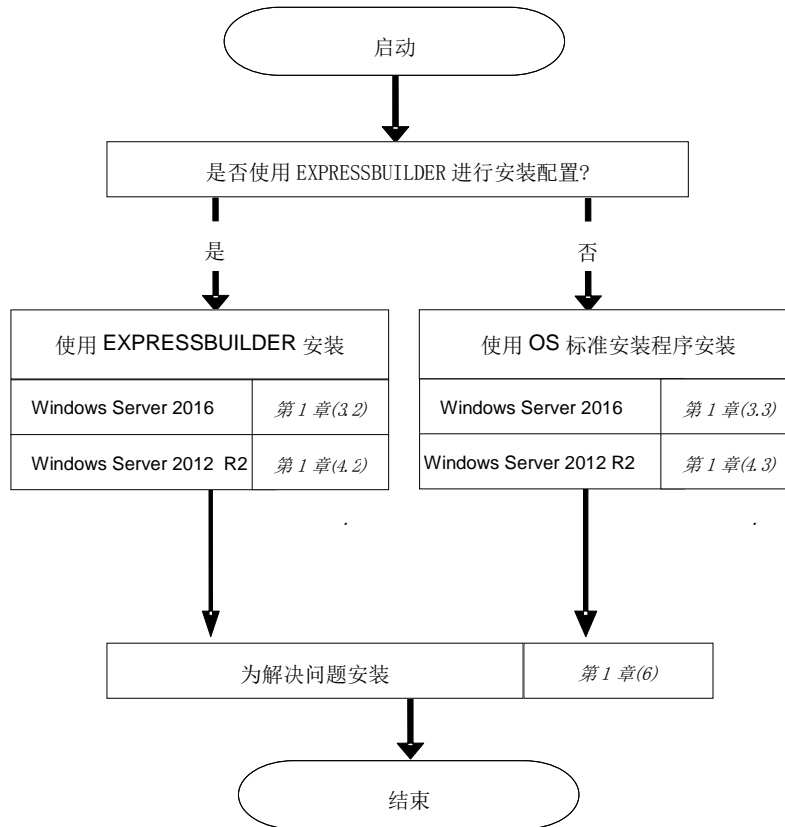 启动
是否使用 EXPRESSBUILDER 进行安装配置?
是
否
使用 EXPRESSBUILDER 安装
Windows Server 2016 第 1 章(3.2)
Windows Server 2012 R2 第 1 章(4.2)
使用 OS 标准安装程序安装
Windows Server 2016 第 1 章(3.3)
Windows Server 2012 R2 第 1 章(4.3)
为解决问题安装 第 1 章(6)
结束